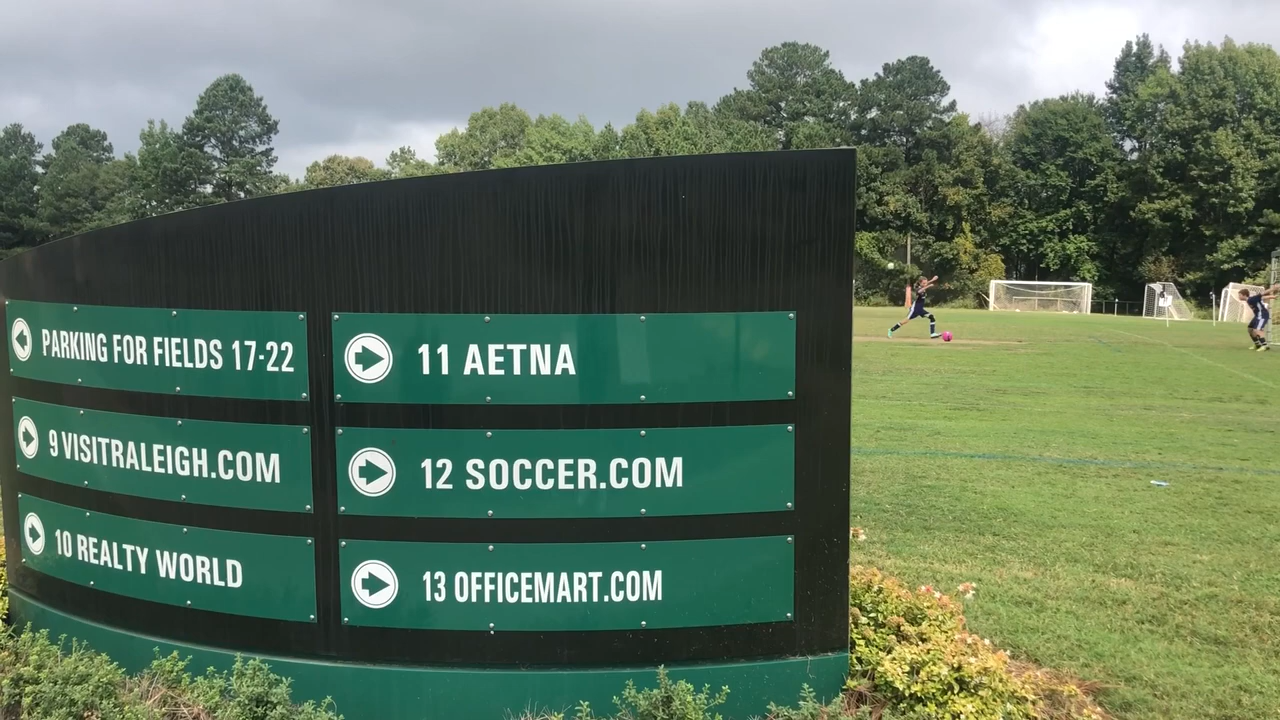 PARKING FOR FIELDS 17-22
9 VISITRALEIGH.COM
10 REALTY WORLD
11 AETNA
12 SOCCER.COM
13 OFFICEMART.COM